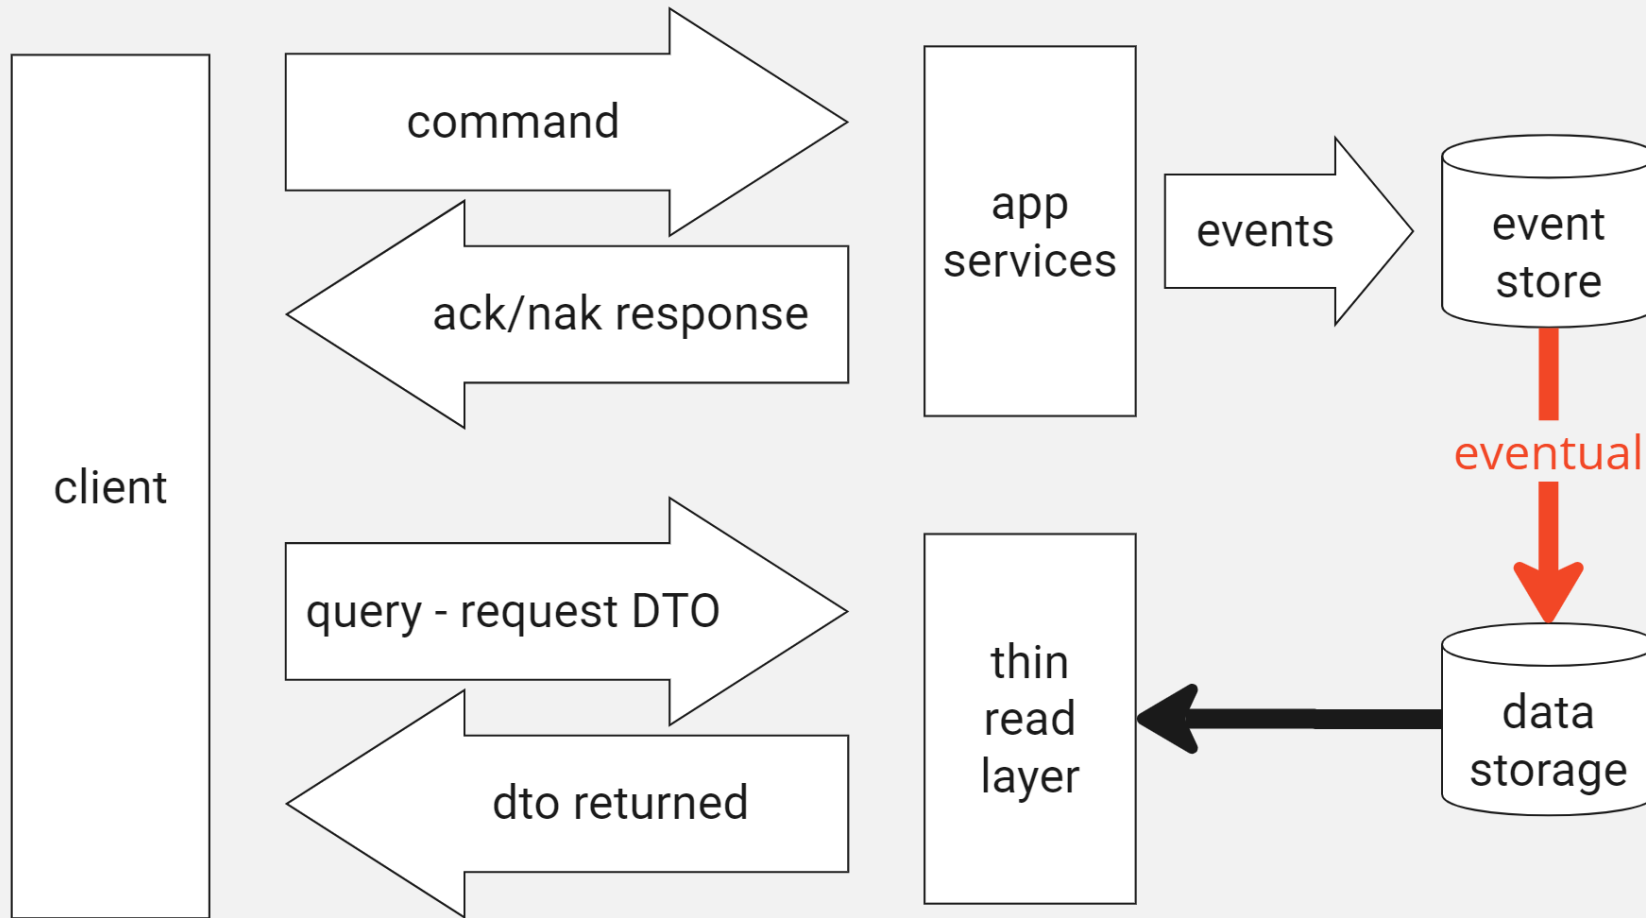 command
app
services
events
event
store
ack/nak response
eventual
client
query - request DTO
thin
read
layer
data
storage
dto returned